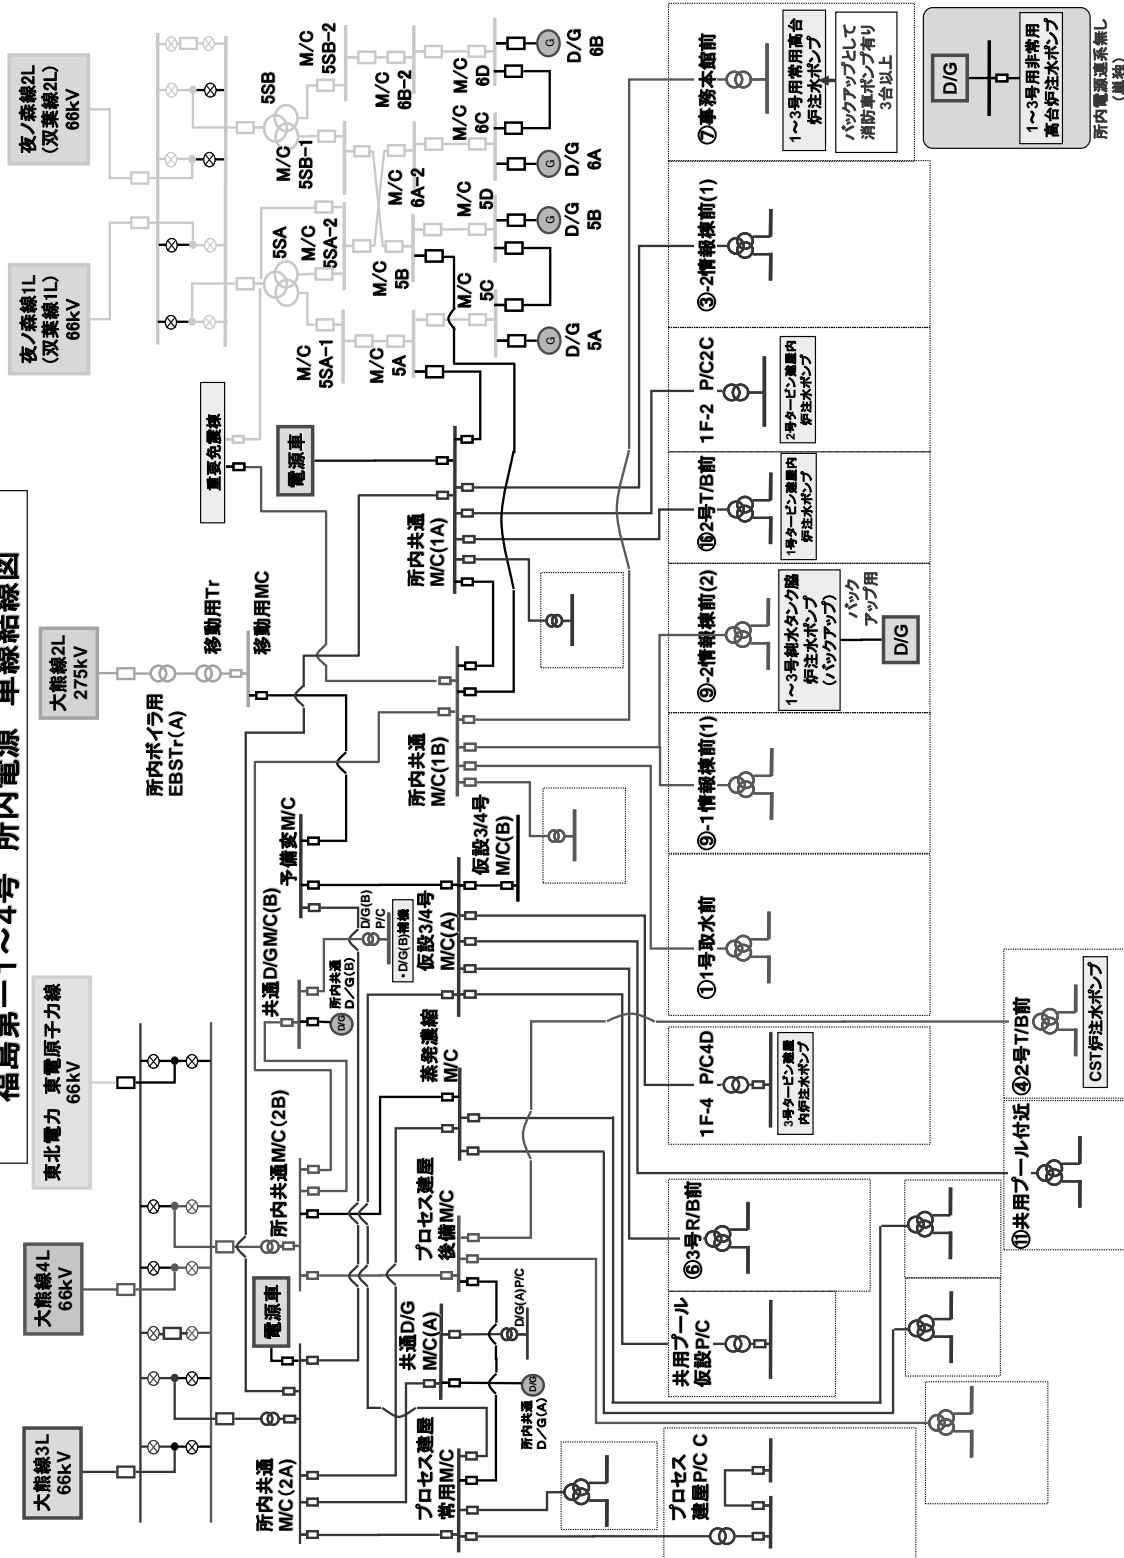 福島第一1～4号 所内電源 単線結線図
大熊線3L
66kV
大熊線4L
66kV
東北電力 東電原子力線
66kV
大熊線2L
275kV
夜ノ森線1L
(双葉線1L)
66kV
夜ノ森線2L
(双葉線2L)
66kV
所内ボイラ用
EBSTr(A)
移動用Tr
移動用MC
重要免震棟
電源車
5SA
5SB
M/C
5SA-1
M/C
5SA-2
M/C
5SB-1
M/C
5SB-2
M/C
5A
M/C
5B
M/C
6A-2
M/C
6B-2
M/C
5C
M/C
5D
M/C
6C
M/C
6D
G
D/G
5A
G
D/G
5B
G
D/G
6A
G
D/G
6B
所内共通
M/C(2A)
電源車
所内共通M/C(2B)
共通D/GM/C(B)
予備変M/C
所内共通
M/C(1B)
所内共通
M/C(1A)
D/G
所内共通
D/G(B)
D/G(B)
P/C
・D/G(B)補機
プロセス建屋
常用M/C
共通D/G
M/C(A)
プロセス建屋
後備M/C
蒸発濃縮
M/C
仮設3/4号
M/C(A)
仮設3/4号
M/C(B)
D/G
所内共通
D/G(A)
D/G(A)P/C
プロセス
建屋P/C C
共用プール
仮設P/C
⑥3号R/B前
1F-4 P/C4D
3号タービン建屋
内炉注水ポンプ
①1号取水前
⑨-1情報棟前(1)
⑨-2情報棟前(2)
1～3号純水タンク脇
炉注水ポンプ
(バックアップ)
バック
アップ用
D/G
⑯2号T/B前
1号タービン建屋内
炉注水ポンプ
1F-2 P/C2C
2号タービン建屋内
炉注水ポンプ
③-2情報棟前(1)
⑦事務本館前
1～3号用常用高台
炉注水ポンプ
バックアップとして
消防車ポンプ有り
3台以上
D/G
1～3号用非常用
高台炉注水ポンプ
所内電源連系無し
(単独)
⑪共用プール付近
④2号T/B前
CST炉注水ポンプ